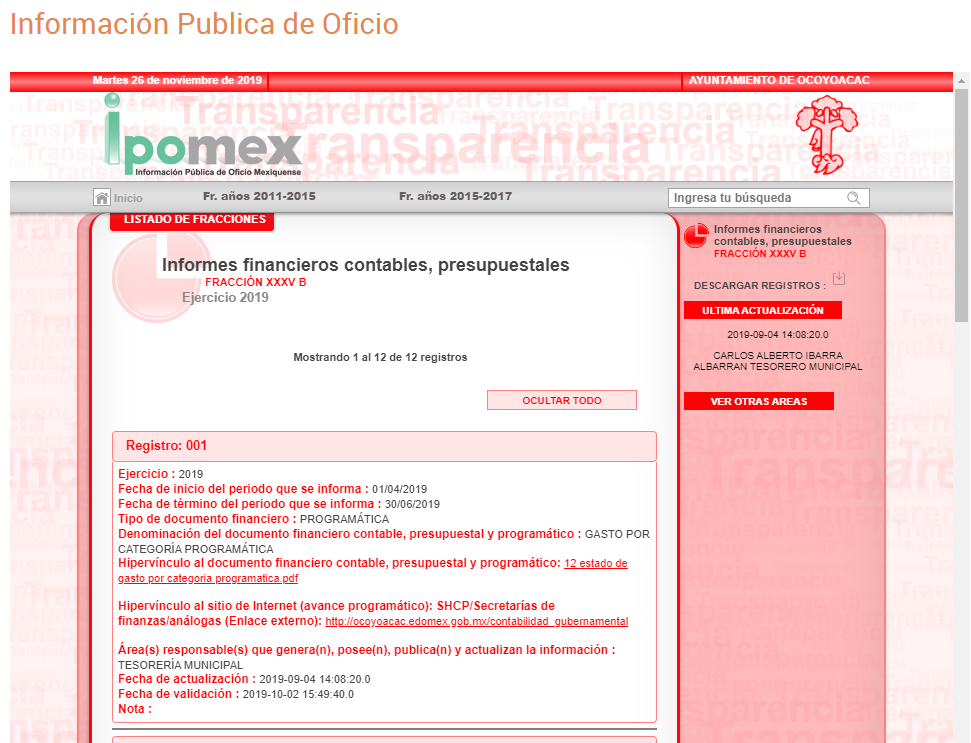 Información Publica de Oficio
Martes 26 de noviembre de 2019
AYUNTAMIENTO DE OCOYOACAC
Ipomex
Información Pública de Oficio Mexiquense
Transparencia
Inicio
Fr. años 2011-2015
Fr. años 2015-2017
Ingresa tu búsqueda
LISTADO DE FRACCIONES
Informes financieros contables, presupuestales
FRACCIÓN XXXV B
Ejercicio 2019
Mostrando 1 al 12 de 12 registros
OCULTAR TODO
Registro: 001
Ejercicio : 2019
Fecha de inicio del periodo que se informa : 01/04/2019
Fecha de término del periodo que se informa : 30/06/2019
Tipo de documento financiero : PROGRAMÁTICA
Denominación del documento financiero contable, presupuestal y programático : GASTO POR
CATEGORÍA PROGRAMÁTICA
Hipervínculo al documento financiero contable, presupuestal y programático: 12 estado de
gasto por categoria programatica.pdf
Hipervínculo al sitio de Internet (avance programático): SHCP/Secretarías de
finanzas/análogas (Enlace externo): http://ocoyoacac.edomex.gob.mx/contabilidad_gubernamental
Área(s) responsable(s) que genera(n), posee(n), publica(n) y actualizan la información :
TESORERÍA MUNICIPAL
Fecha de actualización : 2019-09-04 14:08:20.0
Fecha de validación : 2019-10-02 15:49:40.0
Nota :
Informes financieros
contables, presupuestales
FRACCIÓN XXXV B
DESCARGAR REGISTROS :
ULTIMA ACTUALIZACIÓN
2019-09-04 14:08:20.0
CARLOS ALBERTO IBARRA
ALBARRAN TESORERO MUNICIPAL
VER OTRAS AREAS